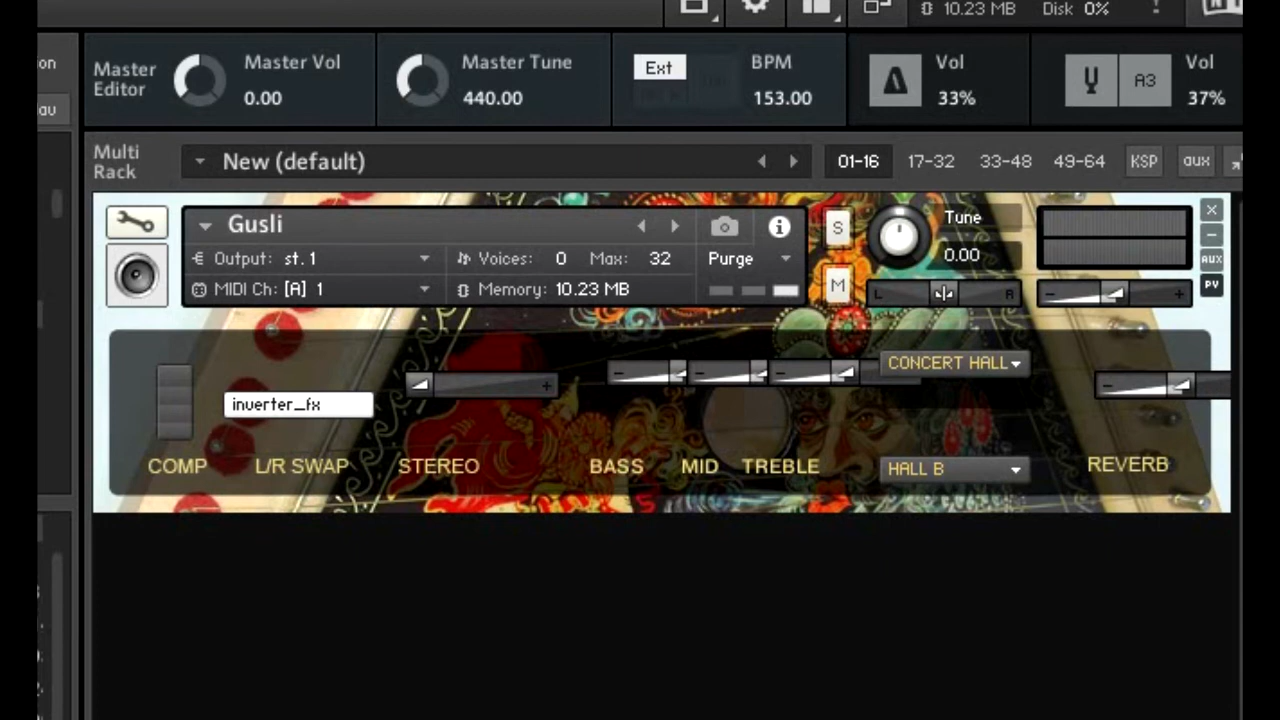 10.23 MB Disk 0% !
on
au
Master Editor
Master Vol
0.00
Master Tune
440.00
Ext
BPM
153.00
Vol
33%
A3
Vol
37%
Multi Rack
New (default)
01-16 17-32 33-48 49-64 KSP aux
Gusli
Output: st. 1
Voices: 0 Max: 32
Purge
MIDI Ch: [A] 1
Memory: 10.23 MB
S
M
Tune
0.00
L R
AUX
PV
inverter_fx
CONCERT HALL
COMP L/R SWAP STEREO BASS MID TREBLE HALL B REVERB